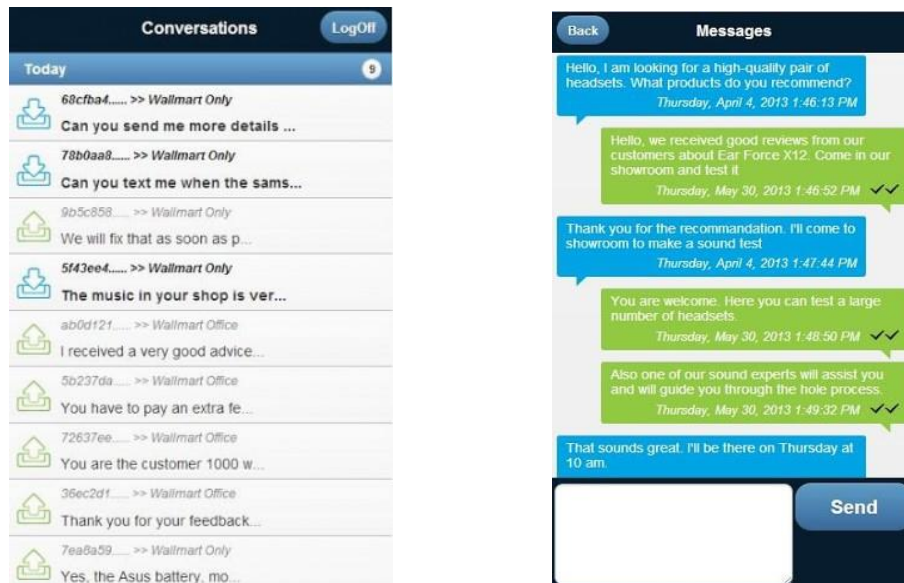 Conversations
LogOff
Today
9
68cfba4...... >> Wallmart Only
Can you send me more details ...
78b0aa8...... >> Wallmart Only
Can you text me when the sams...
9b5c858...... >> Wallmart Only
We will fix that as soon as p...
5f43ee4...... >> Wallmart Only
The music in your shop is ver...
ab0d121...... >> Wallmart Office
I received a very good advice...
5b237da...... >> Wallmart Office
You have to pay an extra fe...
72637ee...... >> Wallmart Office
You are the customer 1000 w...
36ec2d1...... >> Wallmart Office
Thank you for your feedback...
7ea8a59...... >> Wallmart Only
Yes, the Asus battery, mo...
Back
Messages
Hello, I am looking for a high-quality pair of
headsets. What products do you recommend?
Thursday, April 4, 2013 1:46:13 PM
Hello, we received good reviews from our
customers about Ear Force X12. Come in our
showroom and test it
Thursday, May 30, 2013 1:46:52 PM
Thank you for the recommandation. I'll come to
showroom to make a sound test
Thursday, April 4, 2013 1:47:44 PM
You are welcome. Here you can test a large
number of headsets.
Thursday, May 30, 2013 1:48:50 PM
Also one of our sound experts will assist you
and will guide you through the hole process.
Thursday, May 30, 2013 1:49:32 PM
That sounds great. I'll be there on Thursday at
10 am.
Send